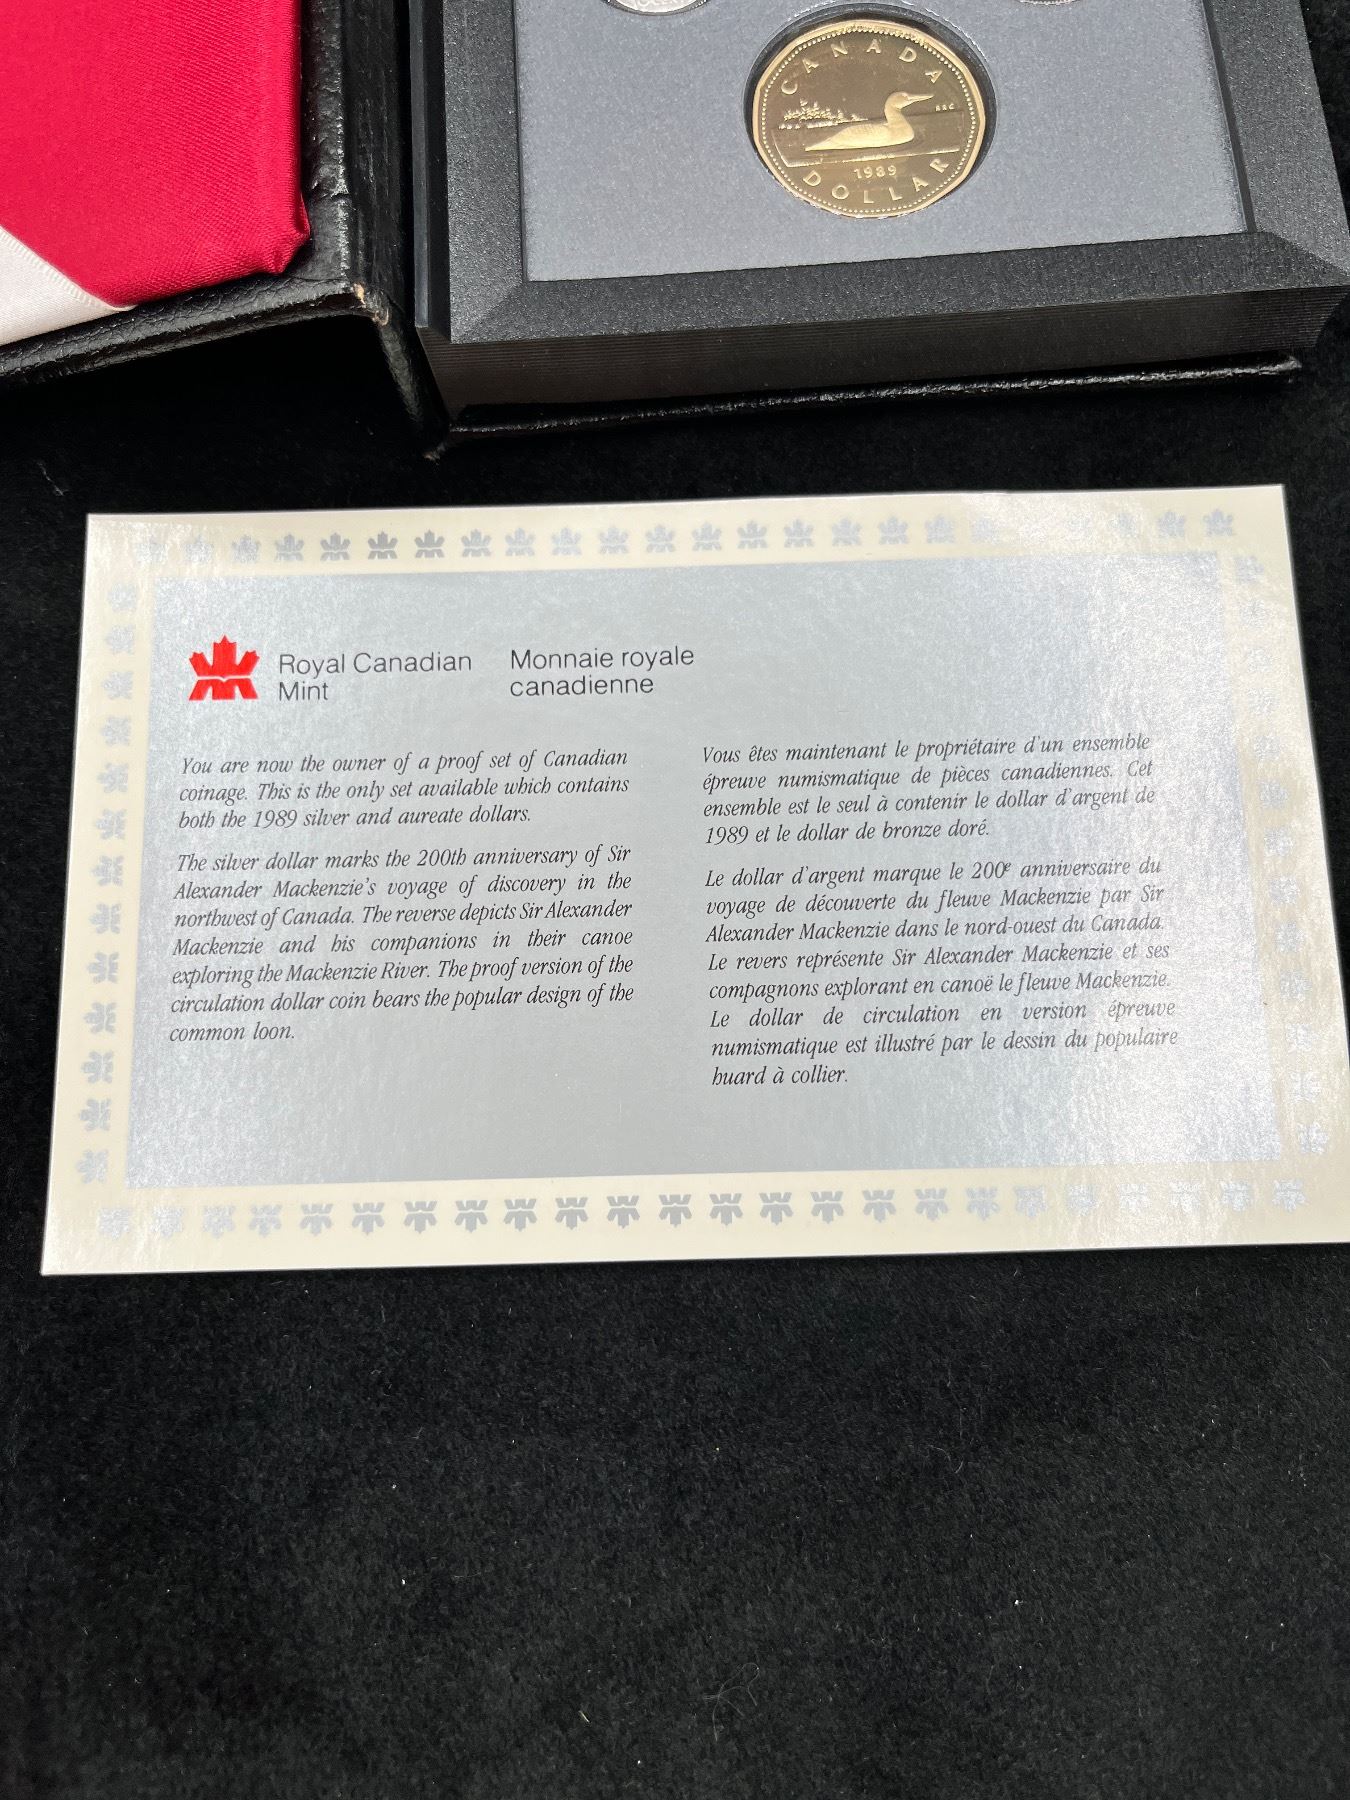 CANADA
RRC
1989
DOLLAR
Royal Canadian
Mint
Monnaie royale
canadienne
You are now the owner of a proof set of Canadian
coinage. This is the only set available which contains
both the 1989 silver and aureate dollars.
The silver dollar marks the 200th anniversary of Sir
Alexander Mackenzie's voyage of discovery in the
northwest of Canada. The reverse depicts Sir Alexander
Mackenzie and his companions in their canoe
exploring the Mackenzie River. The proof version of the
circulation dollar coin bears the popular design of the
common loon.
Vous êtes maintenant le propriétaire d'un ensemble
épreuve numismatique de pièces canadiennes. Cet
ensemble est le seul à contenir le dollar d'argent de
1989 et le dollar de bronze doré.
Le dollar d'argent marque le 200e anniversaire du
voyage de découverte du fleuve Mackenzie par Sir
Alexander Mackenzie dans le nord-ouest du Canada.
Le revers représente Sir Alexander Mackenzie et ses
compagnons explorant en canoë le fleuve Mackenzie.
Le dollar de circulation en version épreuve
numismatique est illustré par le dessin du populaire
huard à collier.